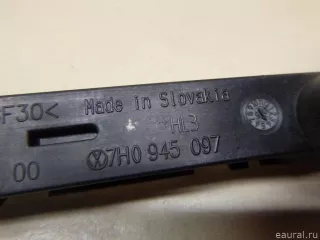 F30<
Made in Slovakia
HL3
00
7H0 945 097
eaural.ru